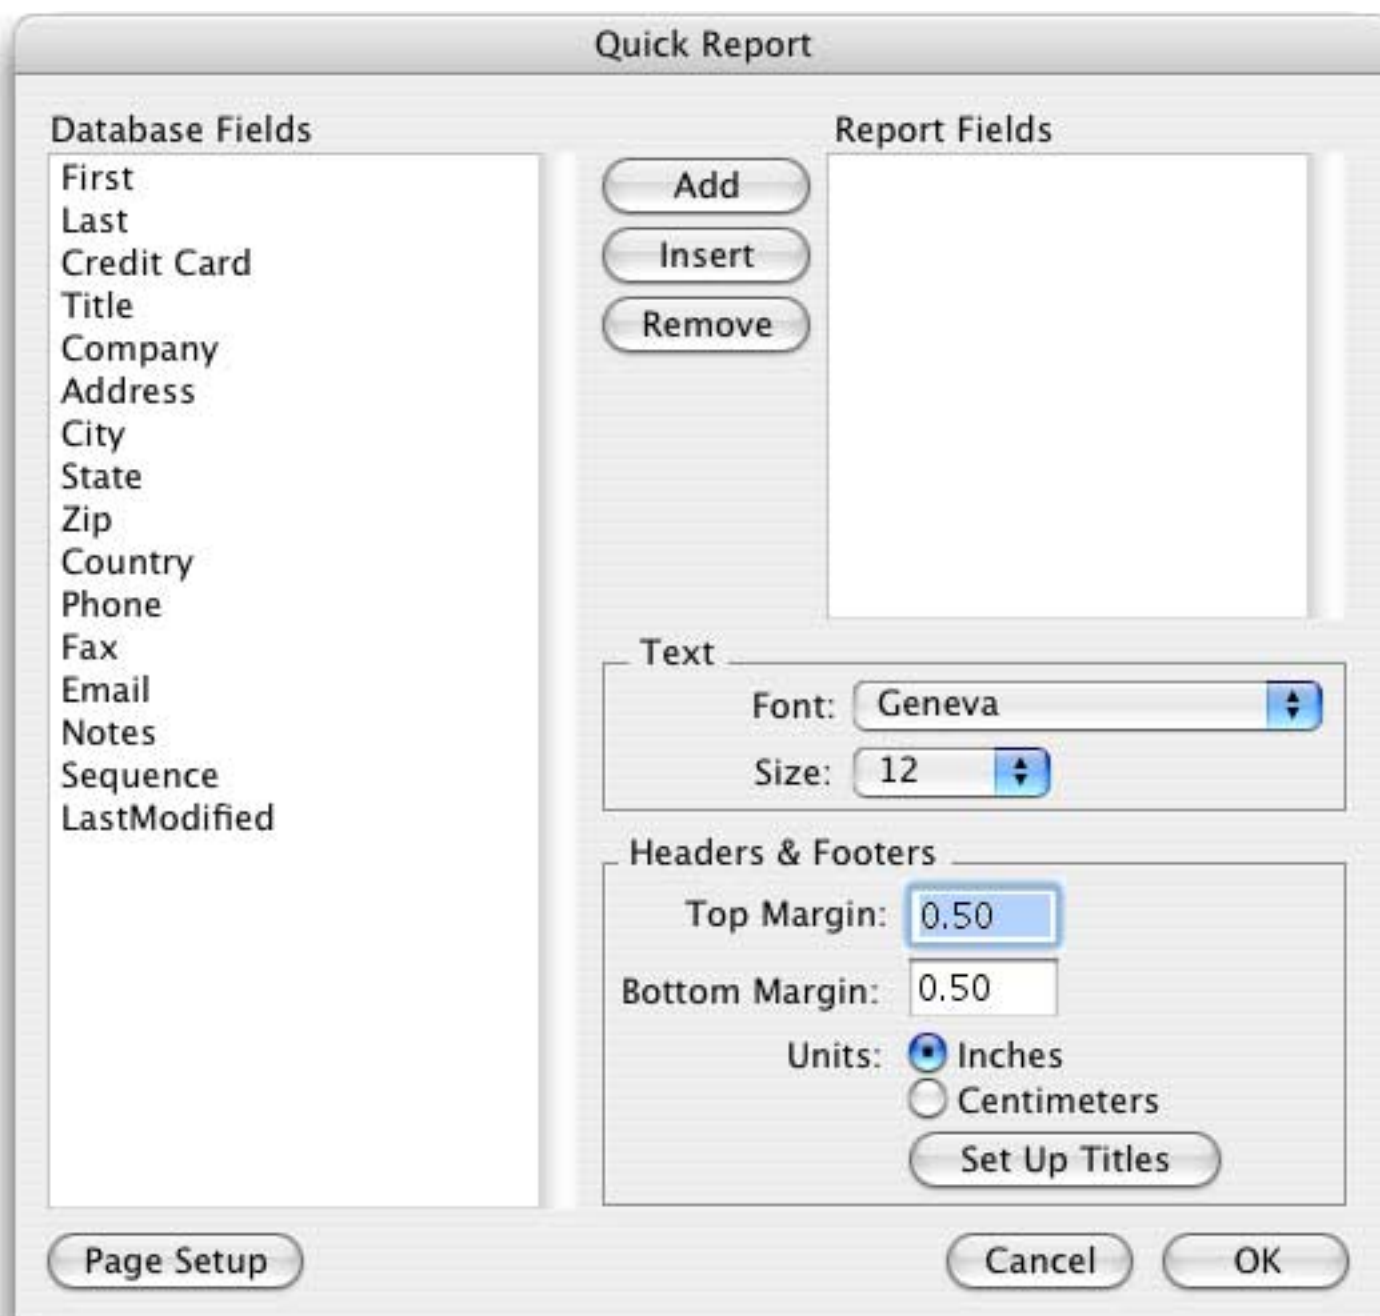 Quick Report
Database Fields
First
Last
Credit Card
Title
Company
Address
City
State
Zip
Country
Phone
Fax
Email
Notes
Sequence
LastModified
Add
Insert
Remove
Report Fields
Text
Font: Geneva
Size: 12
Headers & Footers
Top Margin: 0.50
Bottom Margin: 0.50
Units: Inches
Centimeters
Set Up Titles
Page Setup
Cancel
OK